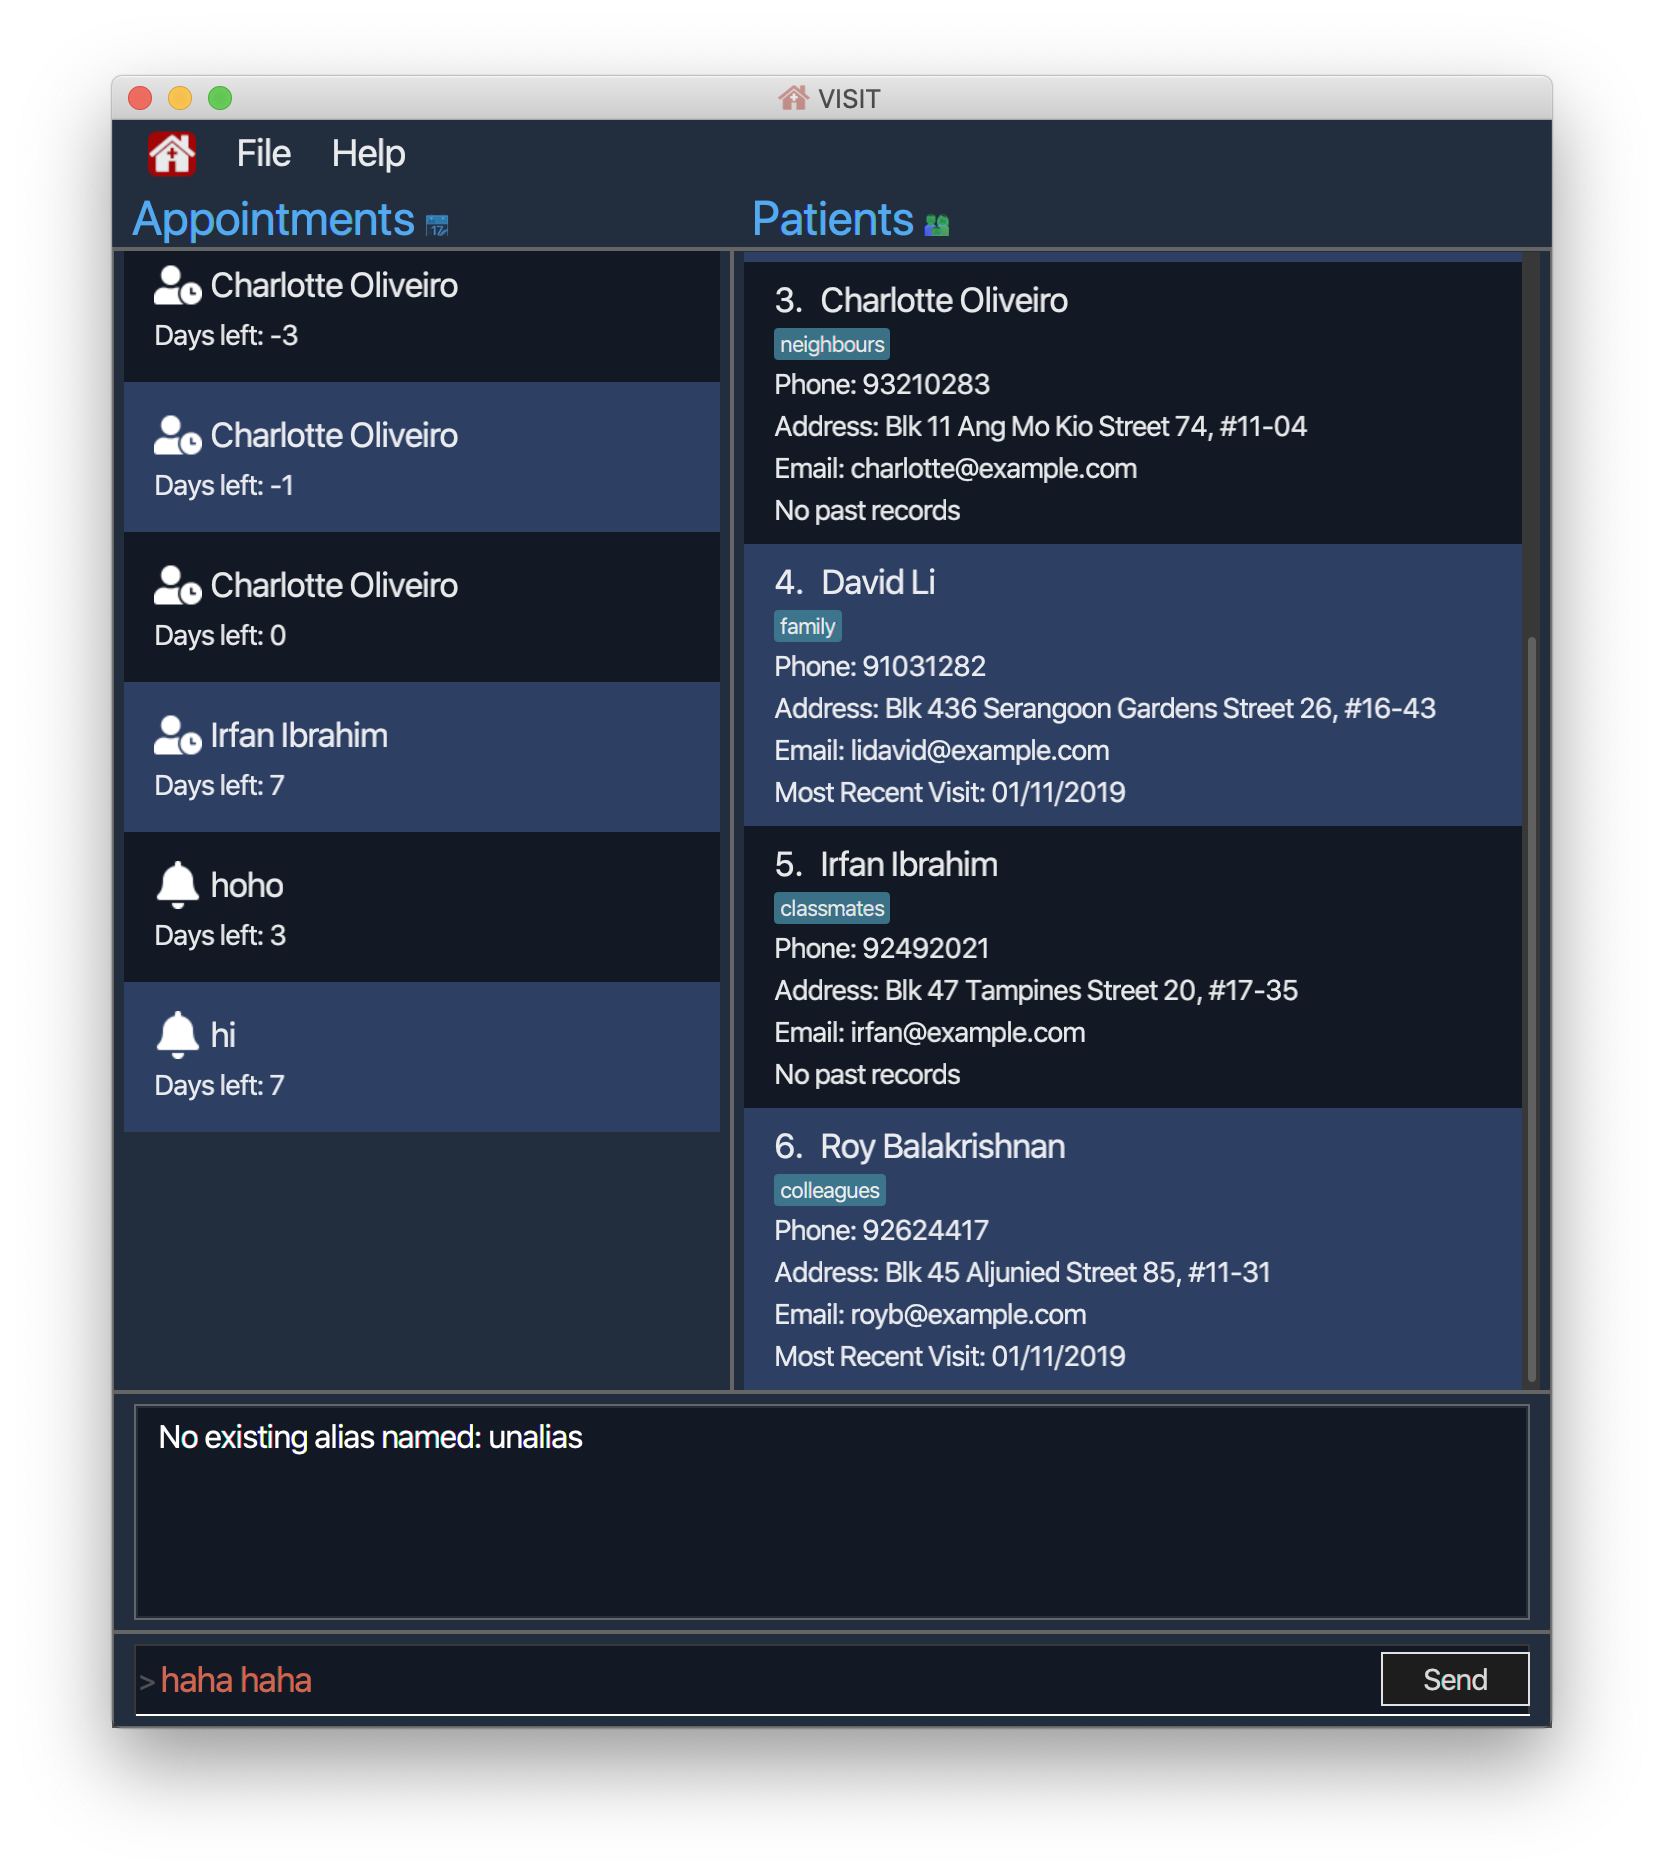 VISIT
File Help
Appointments
Charlotte Oliveiro
Days left: -3
Charlotte Oliveiro
Days left: -1
Charlotte Oliveiro
Days left: 0
Irfan Ibrahim
Days left: 7
hoho
Days left: 3
hi
Days left: 7
Patients
3. Charlotte Oliveiro
neighbours
Phone: 93210283
Address: Blk 11 Ang Mo Kio Street 74, #11-04
Email: charlotte@example.com
No past records
4. David Li
family
Phone: 91031282
Address: Blk 436 Serangoon Gardens Street 26, #16-43
Email: lidavid@example.com
Most Recent Visit: 01/11/2019
5. Irfan Ibrahim
classmates
Phone: 92492021
Address: Blk 47 Tampines Street 20, #17-35
Email: irfan@example.com
No past records
6. Roy Balakrishnan
colleagues
Phone: 92624417
Address: Blk 45 Aljunied Street 85, #11-31
Email: royb@example.com
Most Recent Visit: 01/11/2019
No existing alias named: unalias
> haha haha
Send